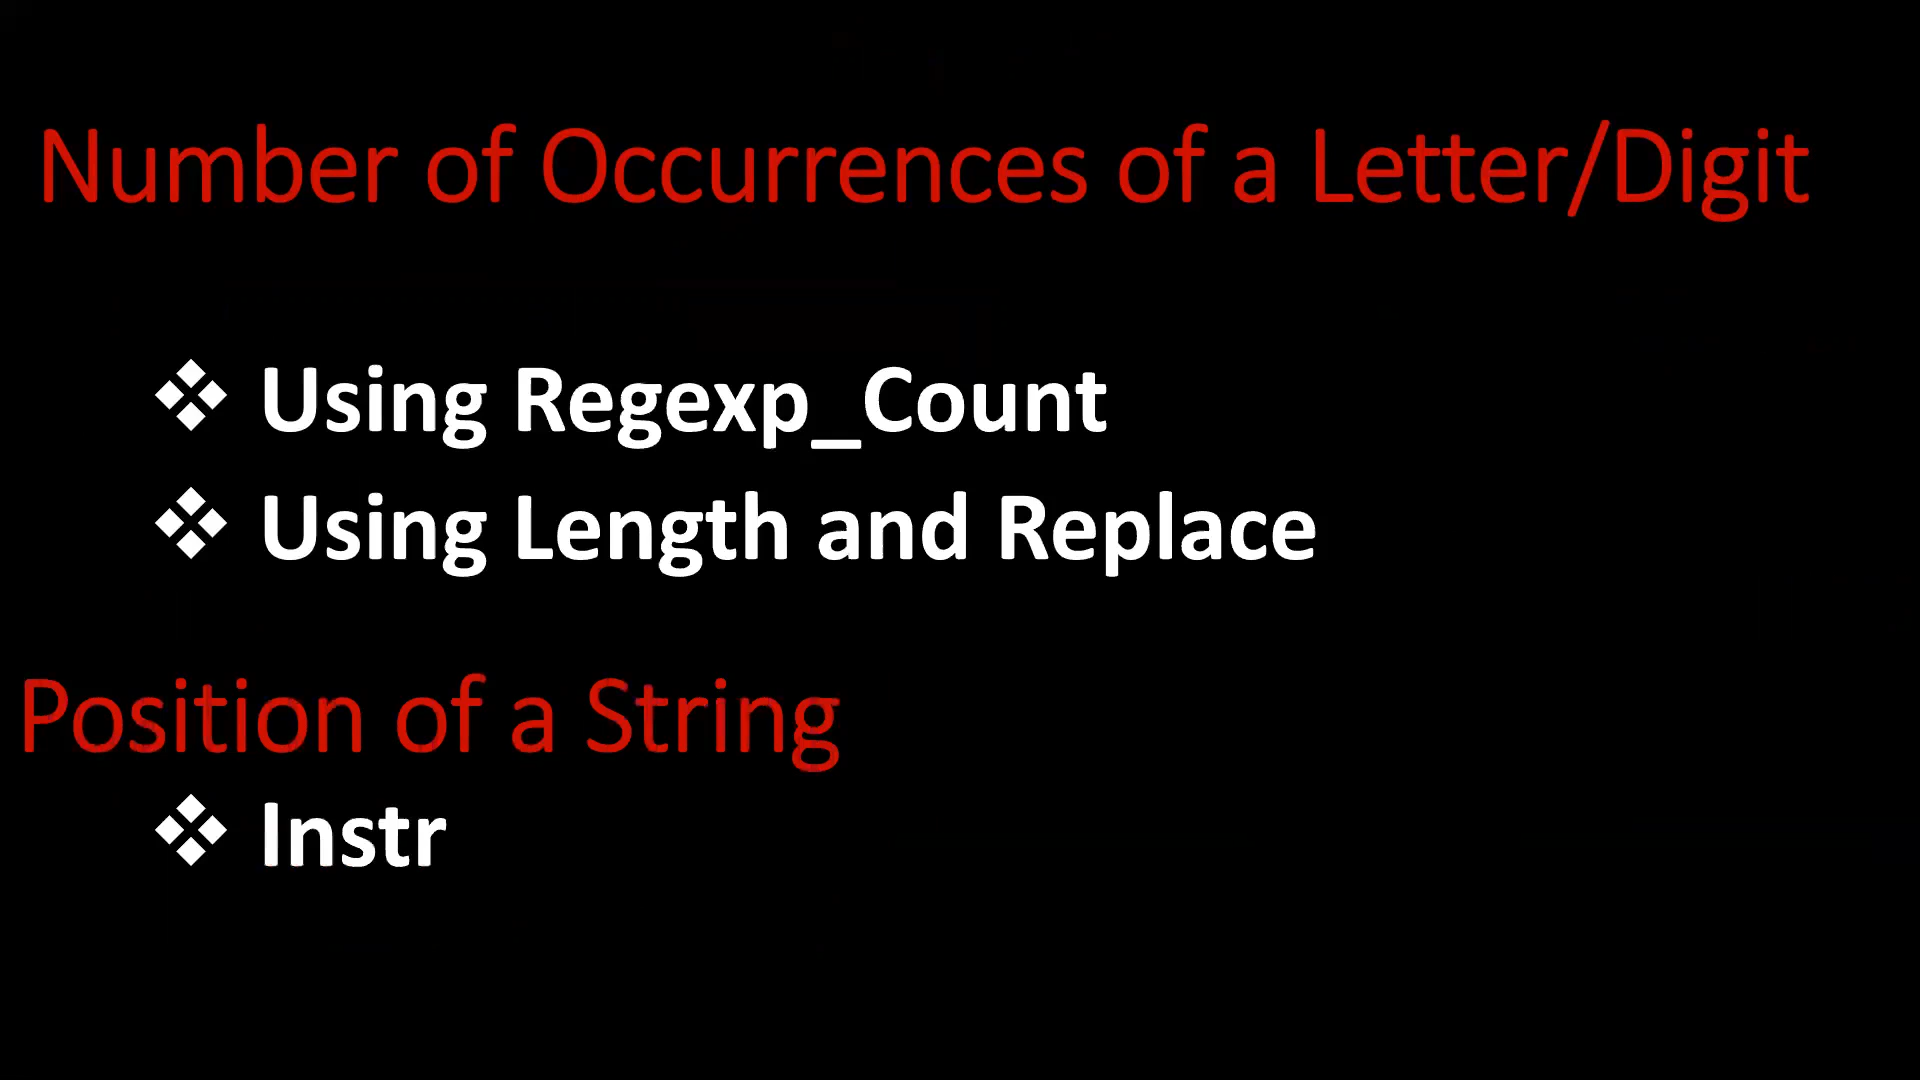 Number of Occurrences of a Letter/Digit
❖ Using Regexp_Count
❖ Using Length and Replace
Position of a String
❖ Instr